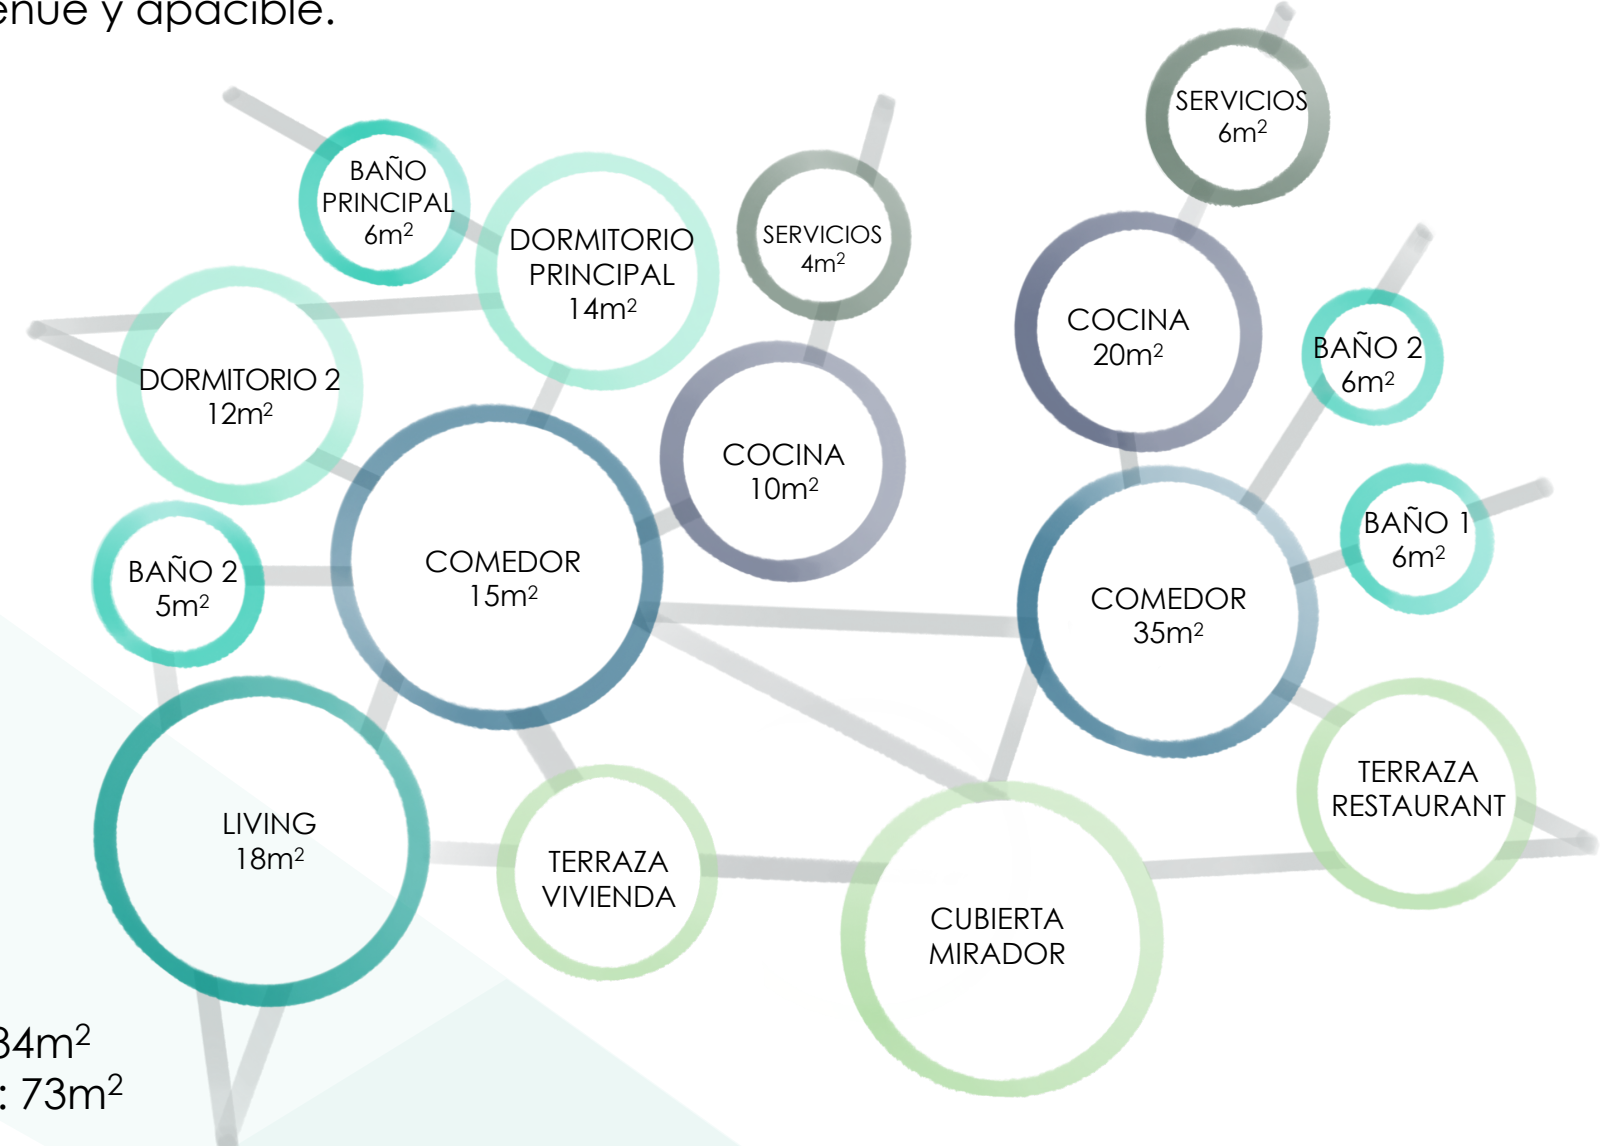 y apacible.
SERVICIOS
6m²
BAÑO
PRINCIPAL
6m²
DORMITORIO
PRINCIPAL
14m²
SERVICIOS
4m²
COCINA
20m²
BAÑO 2
6m²
DORMITORIO 2
12m²
COCINA
10m²
BAÑO 1
6m²
COMEDOR
15m²
BAÑO 2
5m²
COMEDOR
35m²
TERRAZA
RESTAURANT
LIVING
18m²
TERRAZA
VIVIENDA
CUBIERTA
MIRADOR
84m²
: 73m²